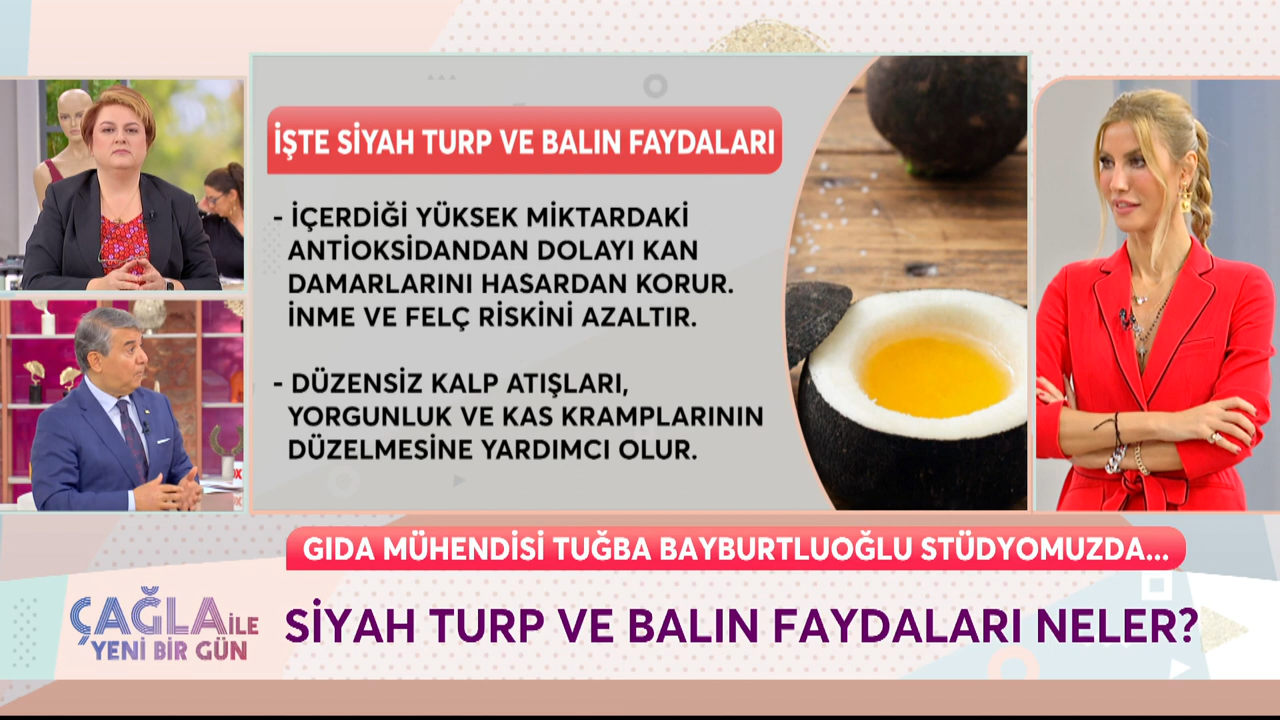 İŞTE SİYAH TURP VE BALIN FAYDALARI
- İÇERDİĞİ YÜKSEK MİKTARDAKİ
ANTİOKSİDANDAN DOLAYI KAN
DAMARLARINI HASARDAN KORUR.
İNME VE FELÇ RİSKİNİ AZALTIR.
- DÜZENSİZ KALP ATIŞLARI,
YORGUNLUK VE KAS KRAMPLARININ
DÜZELMESİNE YARDIMCI OLUR.
GIDA MÜHENDİSİ TUĞBA BAYBURTLUOĞLU STÜDYOMUZDA...
ÇAĞLA İLE
YENİ BİR GÜN
SİYAH TURP VE BALIN FAYDALARI NELER?